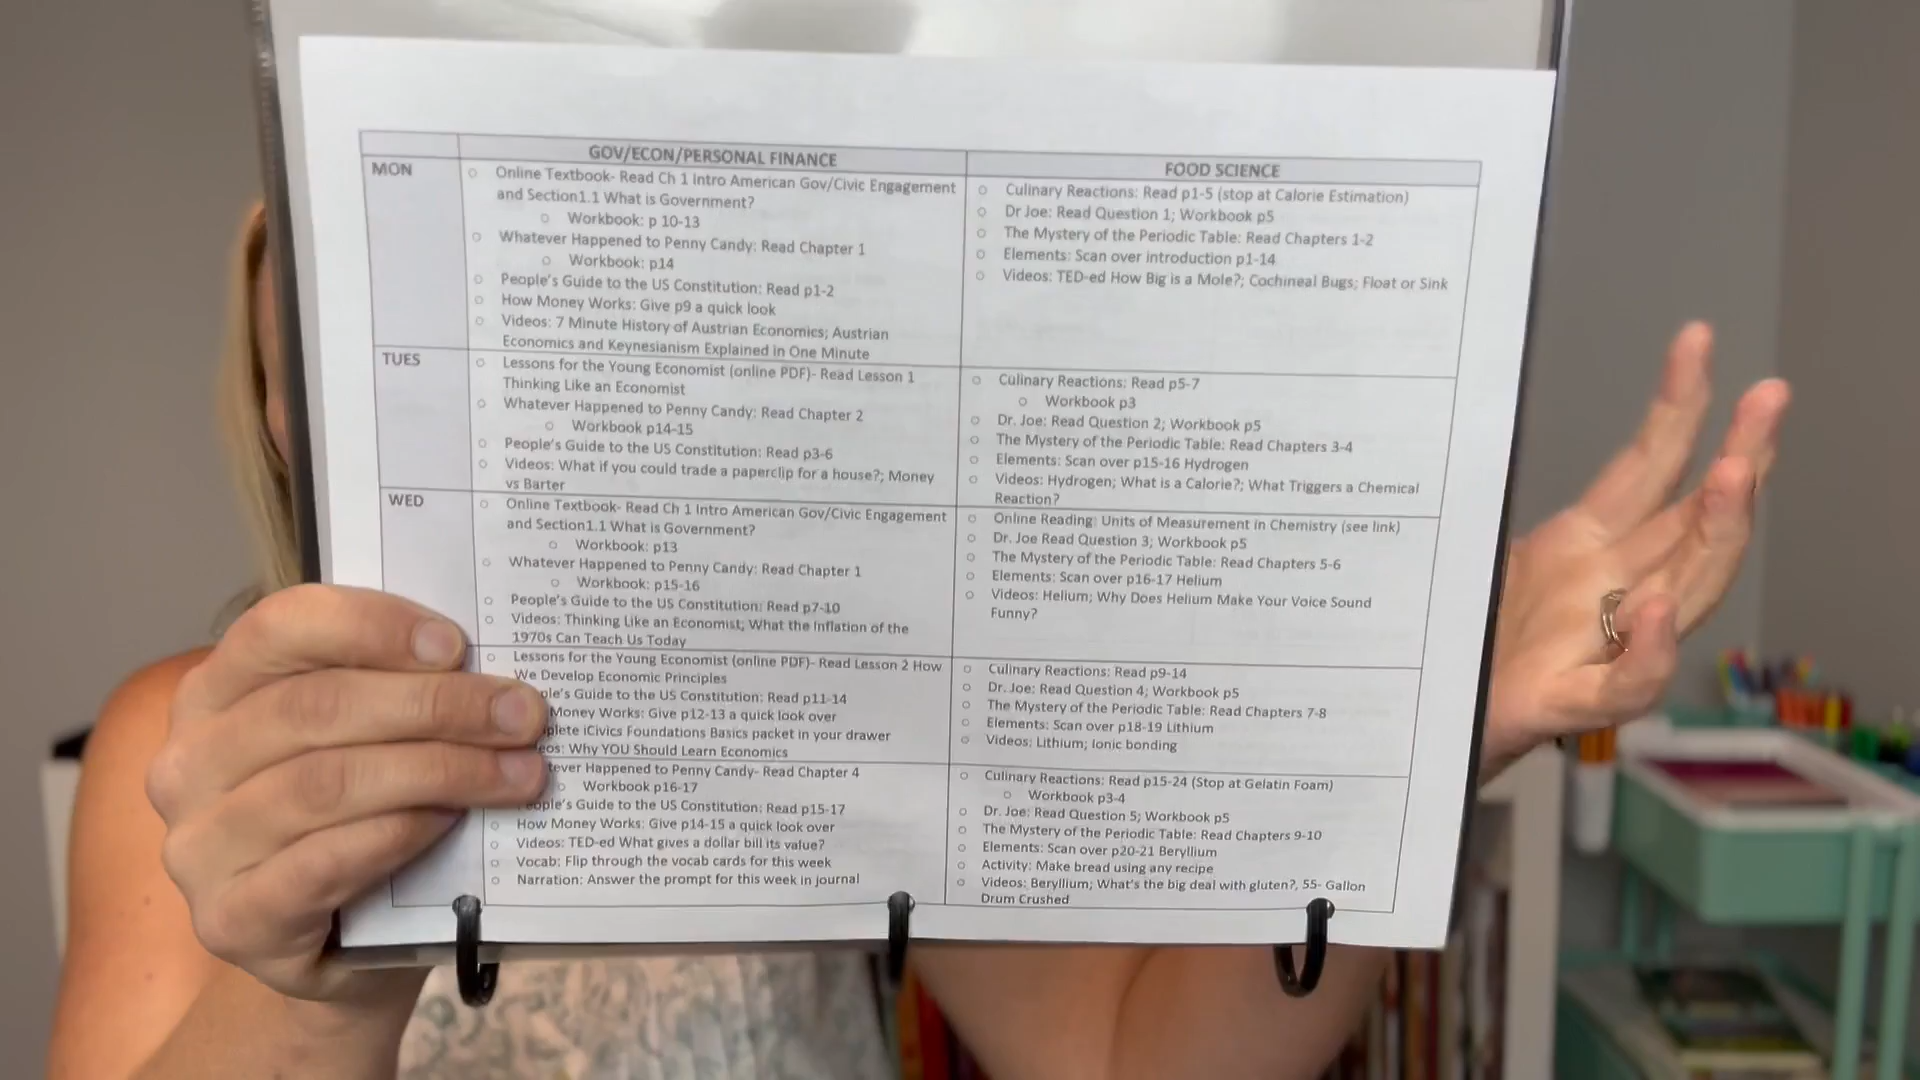 GOV/ECON/PERSONAL FINANCE
FOOD SCIENCE
MON
Online Textbook- Read Ch 1 Intro American Gov/Civic Engagement
and Section1.1 What is Government?
Workbook: p 10-13
Whatever Happened to Penny Candy: Read Chapter 1
Workbook: p14
People's Guide to the US Constitution: Read p1-2
How Money Works: Give p9 a quick look
Videos: 7 Minute History of Austrian Economics; Austrian
Economics and Keynesianism Explained in One Minute
Culinary Reactions: Read p1-5 (stop at Calorie Estimation)
Dr Joe: Read Question 1; Workbook p5
The Mystery of the Periodic Table: Read Chapters 1-2
Elements: Scan over introduction p1-14
Videos: TED-ed How Big is a Mole?; Cochineal Bugs; Float or Sink
TUES
Lessons for the Young Economist (online PDF)- Read Lesson 1
Thinking Like an Economist
Whatever Happened to Penny Candy: Read Chapter 2
Workbook p14-15
People's Guide to the US Constitution: Read p3-6
Videos: What if you could trade a paperclip for a house?; Money
vs Barter
Culinary Reactions: Read p5-7
Workbook p3
Dr. Joe: Read Question 2; Workbook p5
The Mystery of the Periodic Table: Read Chapters 3-4
Elements: Scan over p15-16 Hydrogen
Videos: Hydrogen; What is a Calorie?; What Triggers a Chemical
Reaction?
WED
Online Textbook- Read Ch 1 Intro American Gov/Civic Engagement
and Section1.1 What is Government?
Workbook: p13
Whatever Happened to Penny Candy: Read Chapter 1
Workbook: p15-16
People's Guide to the US Constitution: Read p7-10
Videos: Thinking Like an Economist; What the Inflation of the
1970s Can Teach Us Today
Online Reading: Units of Measurement in Chemistry (see link)
Dr. Joe Read Question 3; Workbook p5
The Mystery of the Periodic Table: Read Chapters 5-6
Elements: Scan over p16-17 Helium
Videos: Helium; Why Does Helium Make Your Voice Sound
Funny?
Lessons for the Young Economist (online PDF)- Read Lesson 2 How
We Develop Economic Principles
ple's Guide to the US Constitution: Read p11-14
Money Works: Give p12-13 a quick look over
plete iCivics Foundations Basics packet in your drawer
eos: Why YOU Should Learn Economics
Culinary Reactions: Read p9-14
Dr. Joe: Read Question 4; Workbook p5
The Mystery of the Periodic Table: Read Chapters 7-8
Elements: Scan over p18-19 Lithium
Videos: Lithium; Ionic bonding
tever Happened to Penny Candy- Read Chapter 4
Workbook p16-17
eople's Guide to the US Constitution: Read p15-17
How Money Works: Give p14-15 a quick look over
Videos: TED-ed What gives a dollar bill its value?
Vocab: Flip through the vocab cards for this week
Narration: Answer the prompt for this week in journal
Culinary Reactions: Read p15-24 (Stop at Gelatin Foam)
Workbook p3-4
Dr. Joe: Read Question 5; Workbook p5
The Mystery of the Periodic Table: Read Chapters 9-10
Elements: Scan over p20-21 Beryllium
Activity: Make bread using any recipe
Videos: Beryllium; What's the big deal with gluten?, 55- Gallon
Drum Crushed